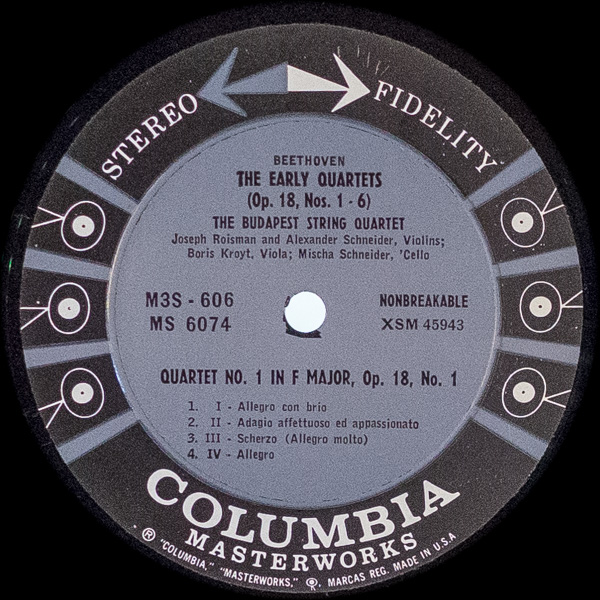 STEREO FIDELITY
BEETHOVEN
THE EARLY QUARTETS
(Op. 18, Nos. 1 - 6)
THE BUDAPEST STRING QUARTET
Joseph Roisman and Alexander Schneider, Violins;
Boris Kroyt, Viola; Mischa Schneider, 'Cello
M3S - 606 NONBREAKABLE
MS 6074 XSM 45943
QUARTET NO. 1 IN F MAJOR, Op. 18, No. 1
1. I - Allegro con brio
2. II - Adagio affettuoso ed appassionato
3. III - Scherzo (Allegro molto)
4. IV - Allegro
COLUMBIA
MASTERWORKS
® "COLUMBIA," "MASTERWORKS," MARCAS REG. MADE IN U.S.A